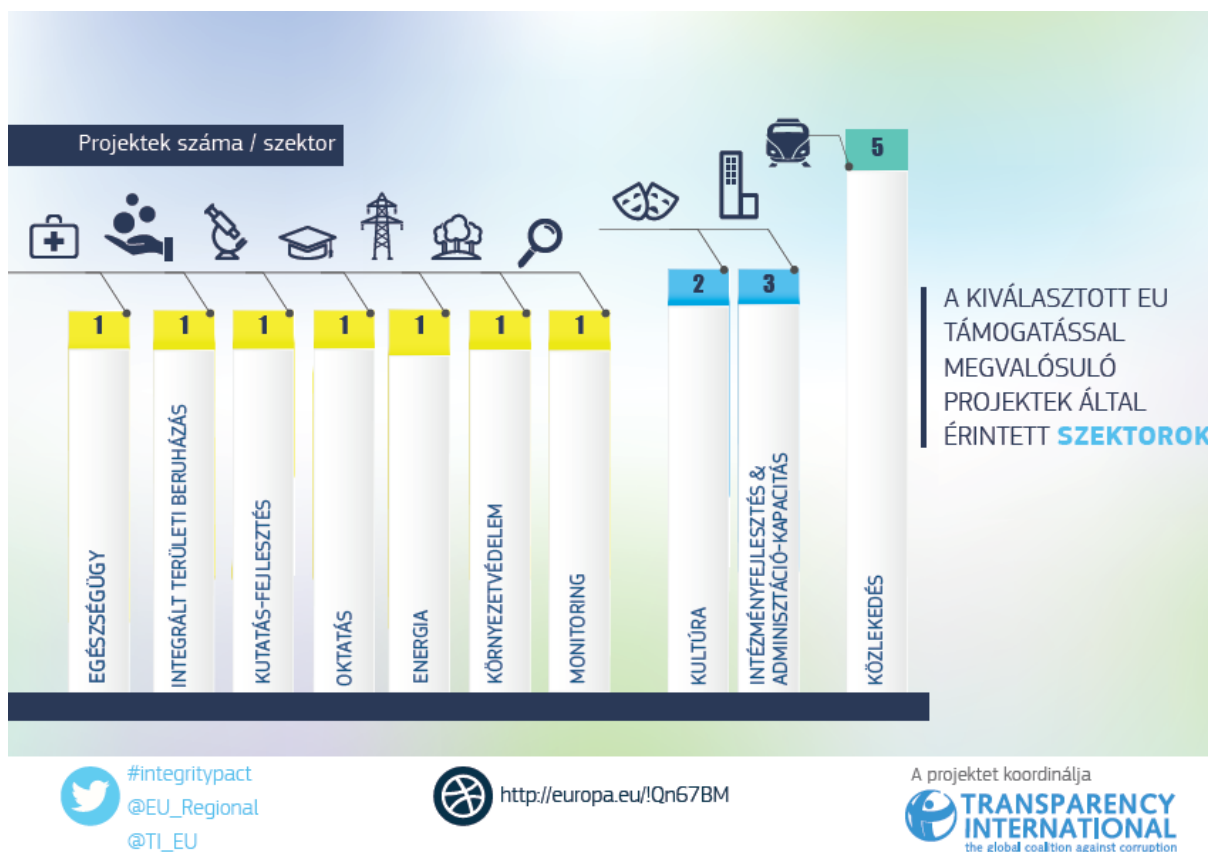 Projektek száma / szektor
1
1
1
1
1
1
1
2
3
5
EGÉSZSÉGÜGY
INTEGRÁLT TERÜLETI BERUHÁZÁS
KUTATÁS-FEJLESZTÉS
OKTATÁS
ENERGIA
KÖRNYEZETVÉDELEM
MONITORING
KULTÚRA
INTÉZMÉNYFEJLESZTÉS &
ADMINISZTÁCIÓ-KAPACITÁS
KÖZLEKEDÉS
A KIVÁLASZTOTT EU
TÁMOGATÁSSAL
MEGVALÓSULÓ
PROJEKTEK ÁLTAL
ÉRINTETT SZEKTOROK
#integritypact
@EU_Regional
@TI_EU
http://europa.eu/!Qn67BM
A projektet koordinálja
TRANSPARENCY
INTERNATIONAL
the global coalition against corruption